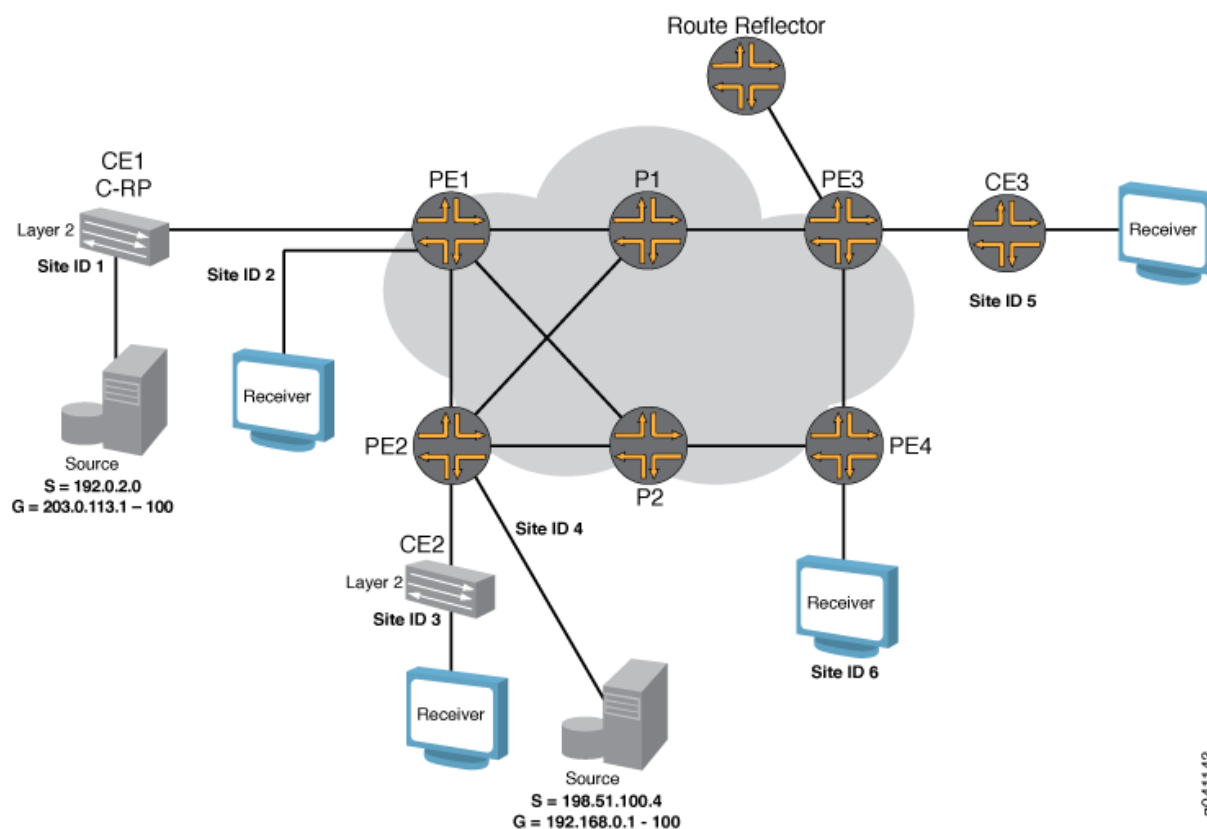 Route Reflector
CE1
C-RP
PE1
P1
PE3
CE3
Layer 2
Site ID 1
Site ID 2
Receiver
Site ID 5
Receiver
Source
S = 192.0.2.0
G = 203.0.113.1 – 100
PE2
P2
PE4
Site ID 4
CE2
Layer 2
Site ID 3
Receiver
Site ID 6
Receiver
Source
S = 198.51.100.4
G = 192.168.0.1 - 100